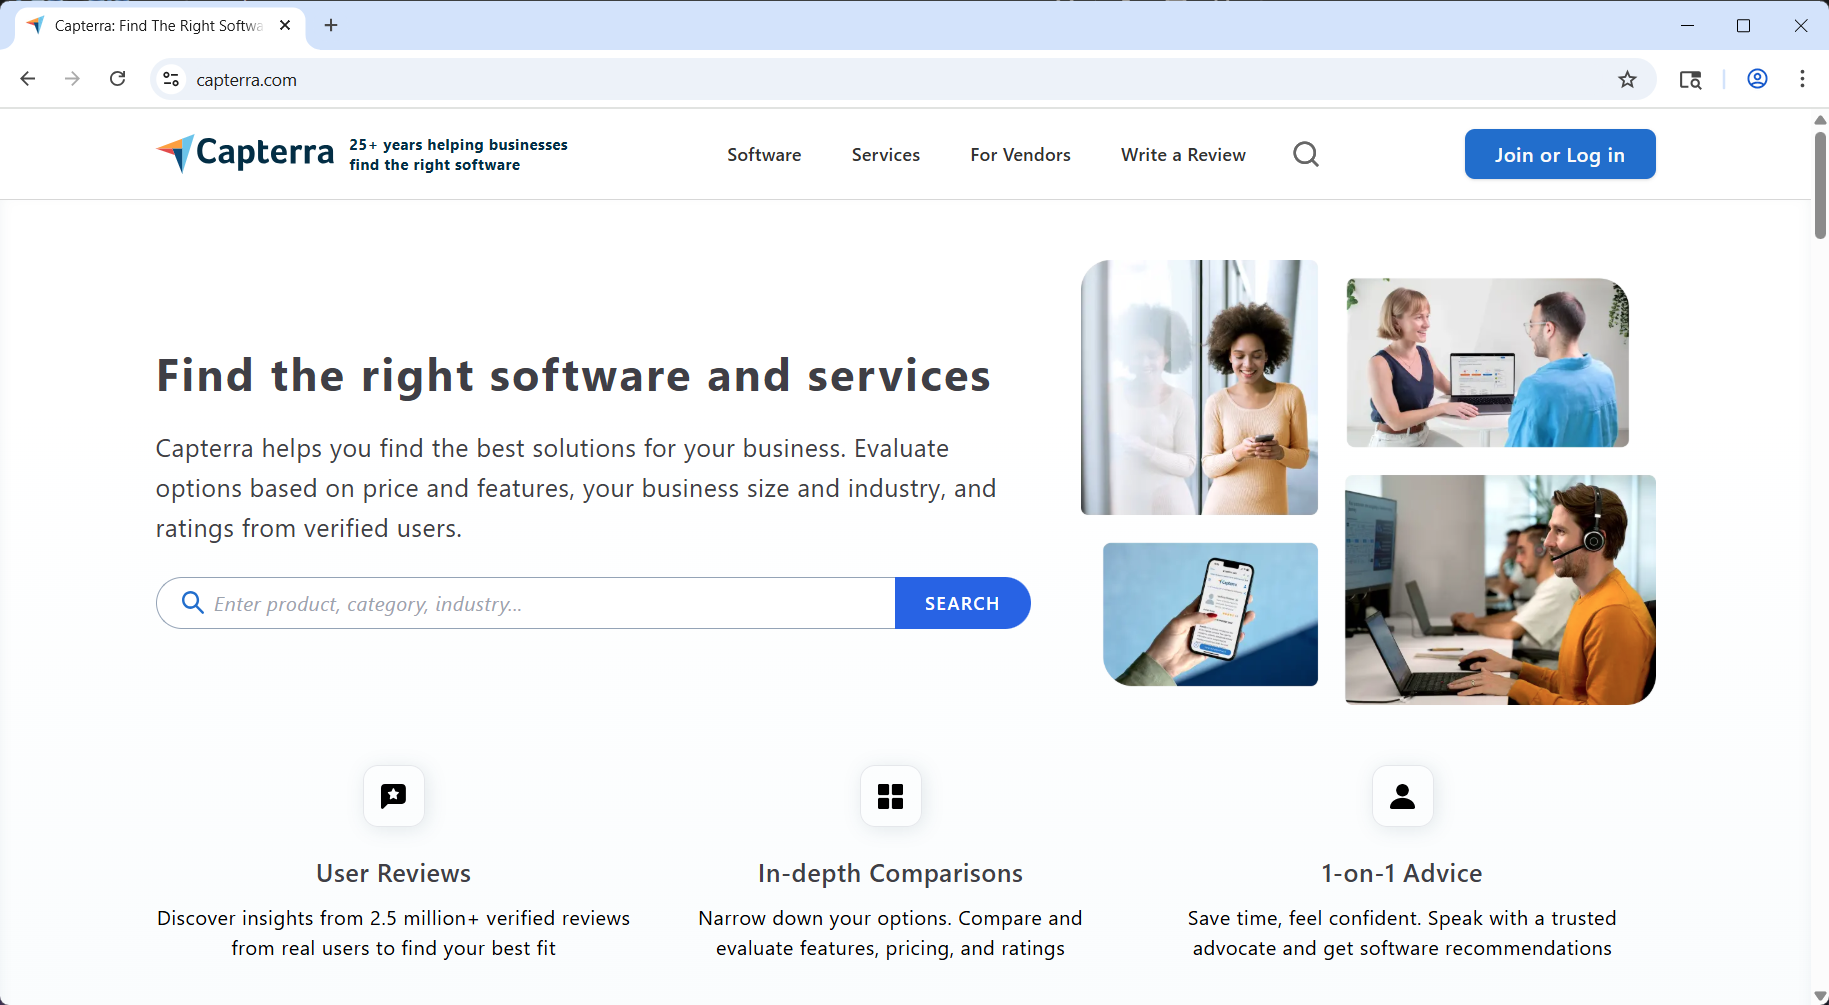 Capterra: Find The Right Softwa
capterra.com
Capterra
25+ years helping businesses
find the right software
Software
Services
For Vendors
Write a Review
Join or Log in
Find the right software and services
Capterra helps you find the best solutions for your business. Evaluate
options based on price and features, your business size and industry, and
ratings from verified users.
Enter product, category, industry...
SEARCH
Capterra
User Reviews
Discover insights from 2.5 million+ verified reviews
from real users to find your best fit
In-depth Comparisons
Narrow down your options. Compare and
evaluate features, pricing, and ratings
1-on-1 Advice
Save time, feel confident. Speak with a trusted
advocate and get software recommendations